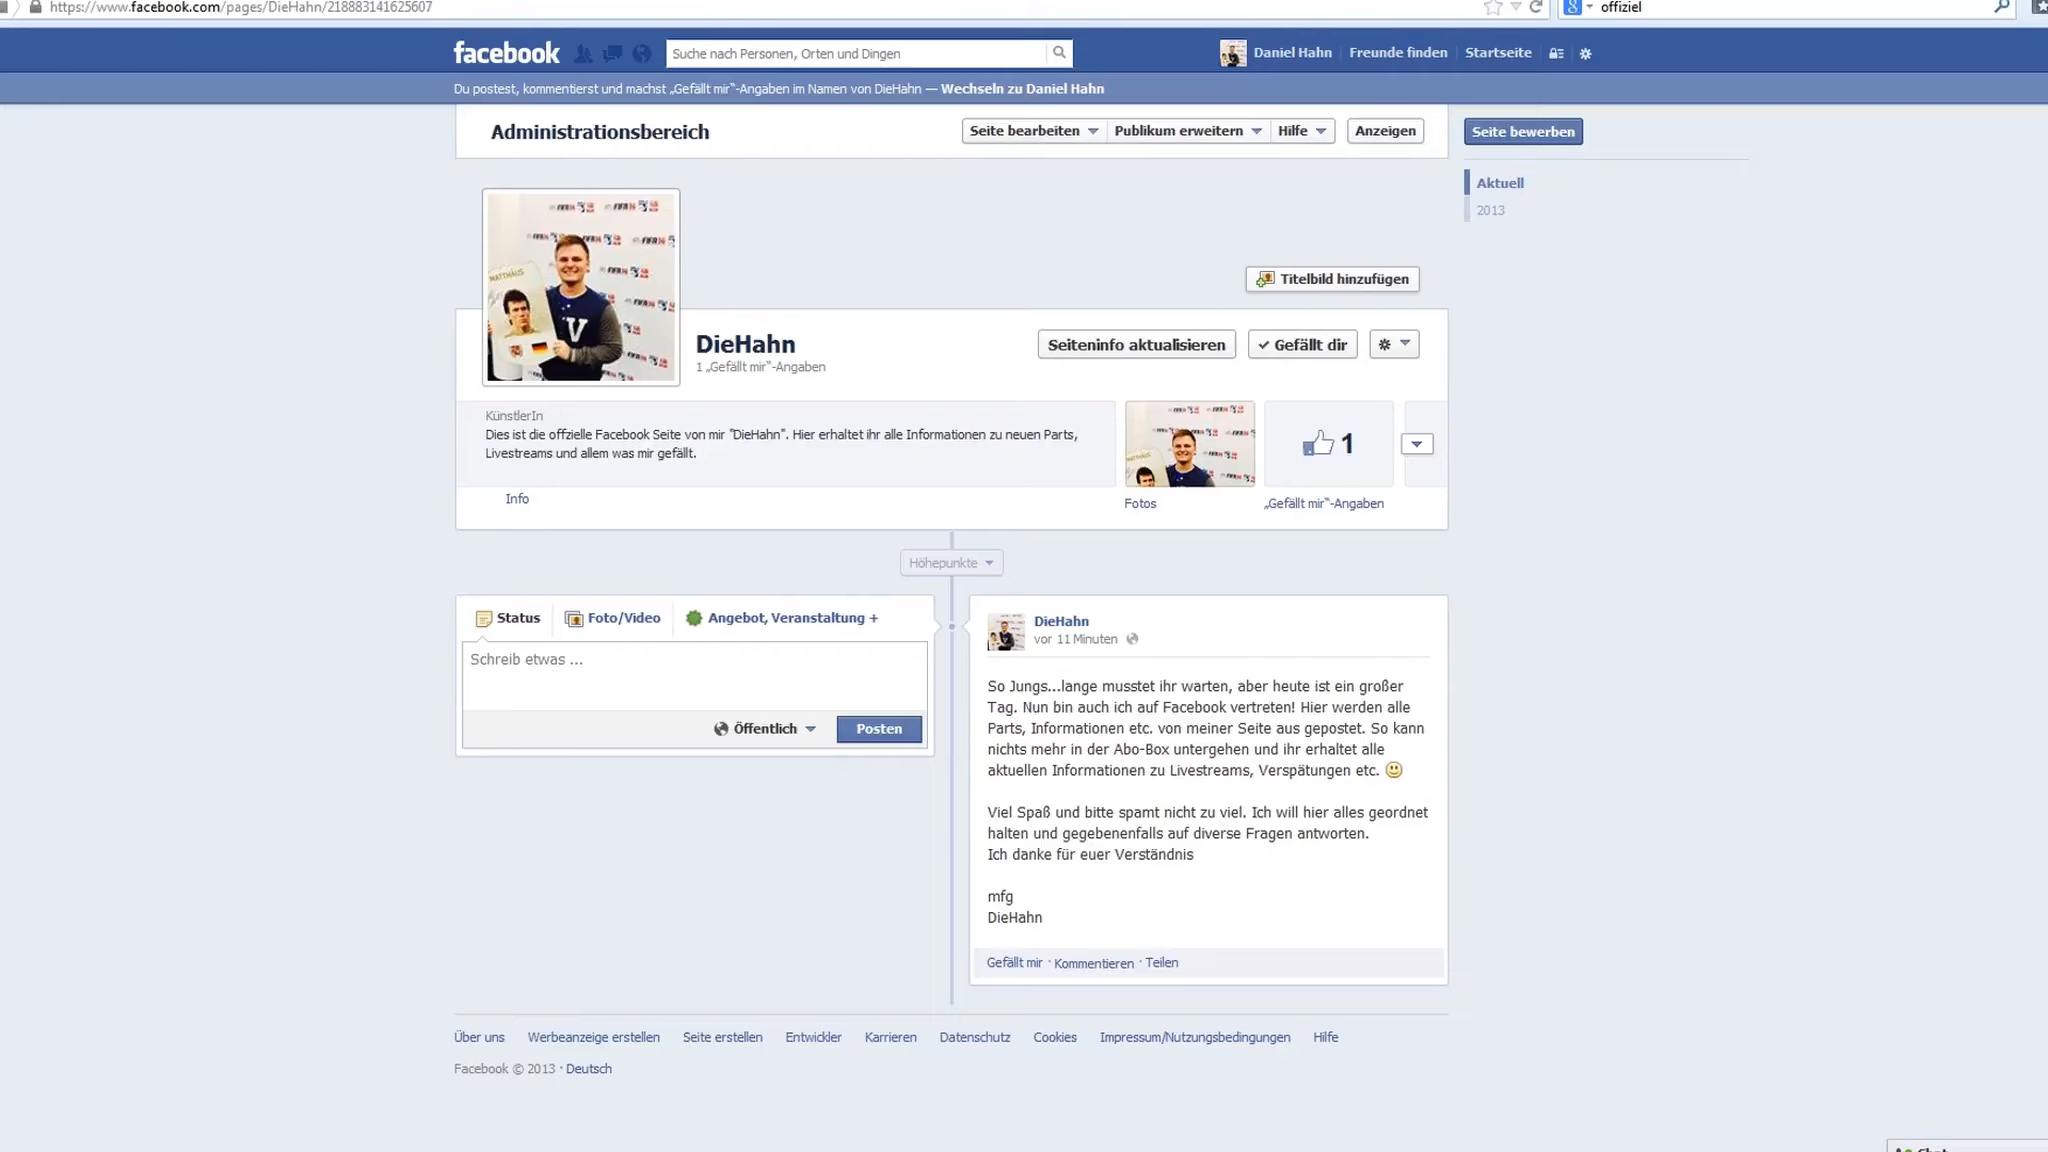 https://www.facebook.com/pages/DieHahn/218883141625607
offiziel
facebook
Suche nach Personen, Orten und Dingen
Daniel Hahn
Freunde finden
Startseite
Du postest, kommentierst und machst „Gefällt mir“-Angaben im Namen von DieHahn — Wechseln zu Daniel Hahn
Administrationsbereich
Seite bearbeiten
Publikum erweitern
Hilfe
Anzeigen
Seite bewerben
Aktuell
2013
MATTHÄUS
Titelbild hinzufügen
DieHahn
1 „Gefällt mir“-Angaben
Seiteninfo aktualisieren
Gefällt dir
KünstlerIn
Dies ist die offzielle Facebook Seite von mir "DieHahn". Hier erhaltet ihr alle Informationen zu neuen Parts,
Livestreams und allem was mir gefällt.
1
Info
Fotos
„Gefällt mir“-Angaben
Höhepunkte
Status
Foto/Video
Angebot, Veranstaltung +
Schreib etwas ...
Öffentlich
Posten
DieHahn
vor 11 Minuten
So Jungs...lange musstet ihr warten, aber heute ist ein großer
Tag. Nun bin auch ich auf Facebook vertreten! Hier werden alle
Parts, Informationen etc. von meiner Seite aus gepostet. So kann
nichts mehr in der Abo-Box untergehen und ihr erhaltet alle
aktuellen Informationen zu Livestreams, Verspätungen etc.
Viel Spaß und bitte spamt nicht zu viel. Ich will hier alles geordnet
halten und gegebenenfalls auf diverse Fragen antworten.
Ich danke für euer Verständnis
mfg
DieHahn
Gefällt mir · Kommentieren · Teilen
Über uns
Werbeanzeige erstellen
Seite erstellen
Entwickler
Karrieren
Datenschutz
Cookies
Impressum/Nutzungsbedingungen
Hilfe
Facebook © 2013 · Deutsch